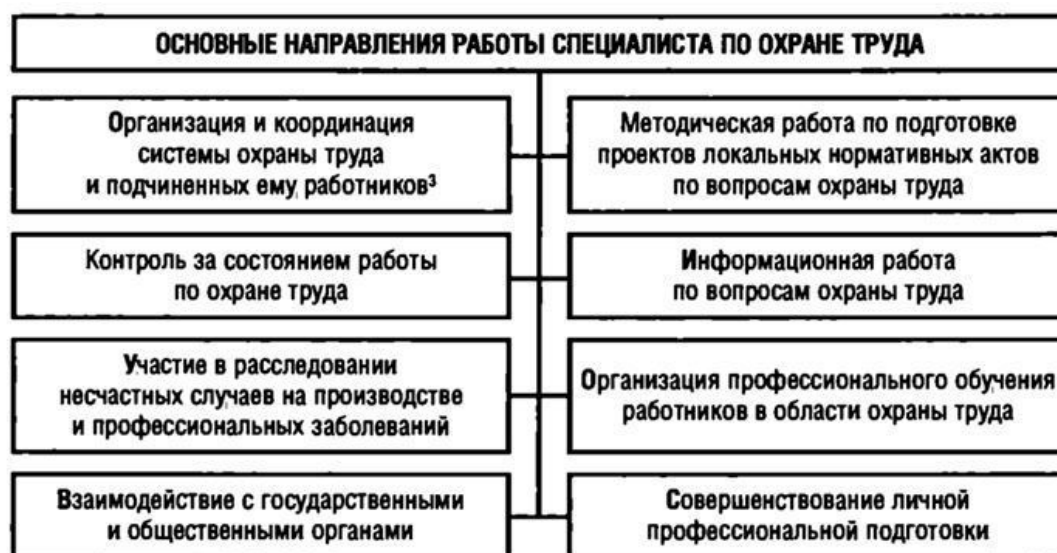 ОСНОВНЫЕ НАПРАВЛЕНИЯ РАБОТЫ СПЕЦИАЛИСТА ПО ОХРАНЕ ТРУДА
Организация и координация
системы охраны труда
и подчиненных ему работников³
Методическая работа по подготовке
проектов локальных нормативных актов
по вопросам охраны труда
Контроль за состоянием работы
по охране труда
Информационная работа
по вопросам охраны труда
Участие в расследовании
несчастных случаев на производстве
и профессиональных заболеваний
Организация профессионального обучения
работников в области охраны труда
Взаимодействие с государственными
и общественными органами
Совершенствование личной
профессиональной подготовки